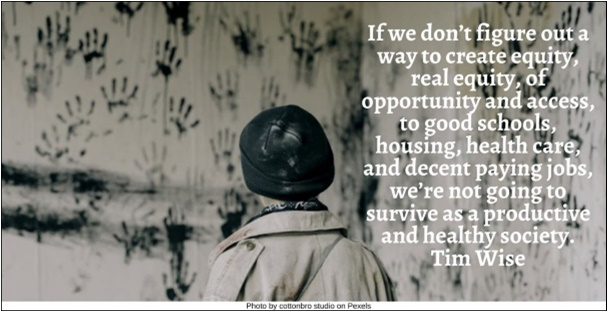 If we don't figure out a
way to create equity,
real equity, of
opportunity and access,
to good schools,
housing, health care,
and decent paying jobs,
we're not going to
survive as a productive
and healthy society.
Tim Wise
Photo by cottonbro studio on Pexels